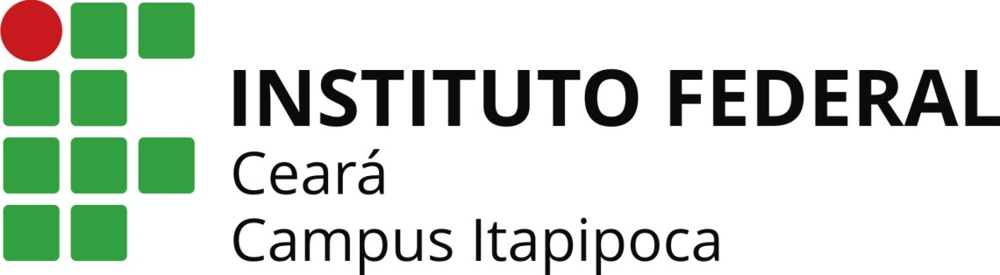 INSTITUTO FEDERAL
Ceará
Campus Itapipoca